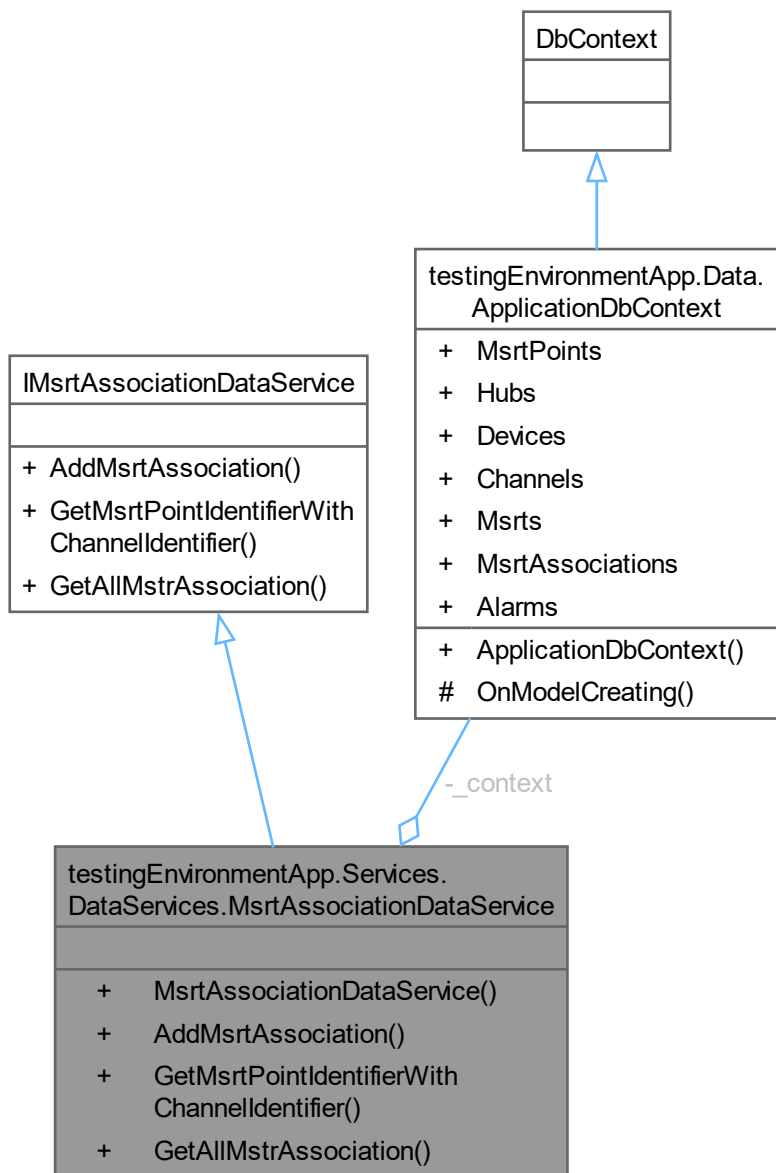 DbContext
testingEnvironmentApp.Data.
ApplicationDbContext
+ MsrtPoints
+ Hubs
+ Devices
+ Channels
+ Msrts
+ MsrtAssociations
+ Alarms
+ ApplicationDbContext()
# OnModelCreating()
IMsrtAssociationDataService
+ AddMsrtAssociation()
+ GetMsrtPointIdentifierWith
ChannelIdentifier()
+ GetAllMstrAssociation()
-_context
testingEnvironmentApp.Services.
DataServices.MsrtAssociationDataService
+ MsrtAssociationDataService()
+ AddMsrtAssociation()
+ GetMsrtPointIdentifierWith
ChannelIdentifier()
+ GetAllMstrAssociation()